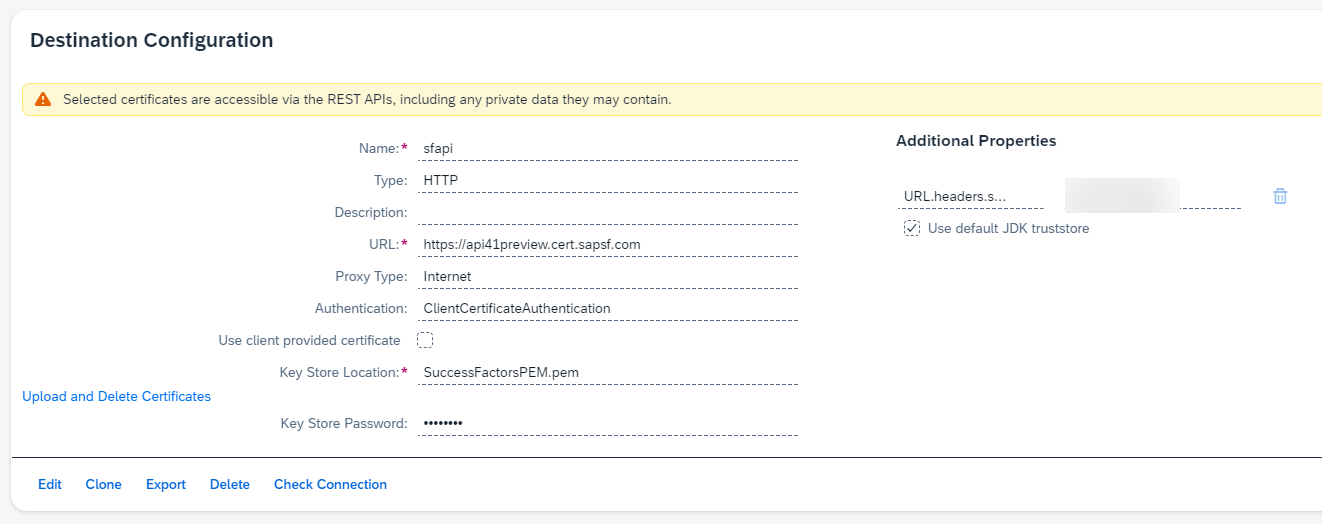 Destination Configuration
Selected certificates are accessible via the REST APIs, including any private data they may contain.
Name:* sfapi
Type: HTTP
Description:
URL:* https://api41preview.cert.sapsf.com
Proxy Type: Internet
Authentication: ClientCertificateAuthentication
Use client provided certificate
Key Store Location:* SuccessFactorsPEM.pem
Upload and Delete Certificates
Key Store Password: ••••••••
Additional Properties
URL.headers.s...
Use default JDK truststore
Edit Clone Export Delete Check Connection